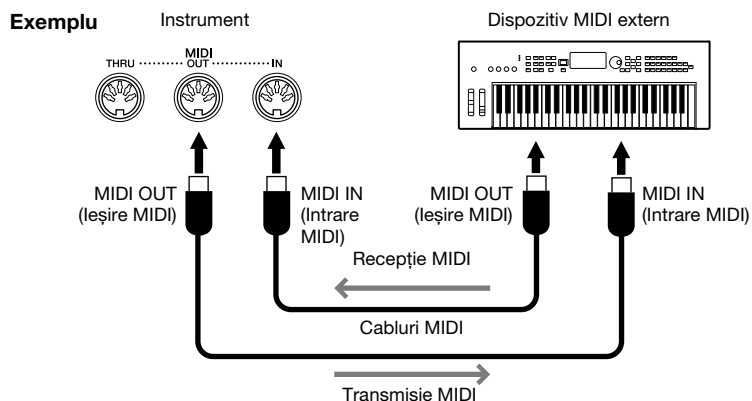 Exemplu
Instrument
Dispozitiv MIDI extern
MIDI
THRU OUT IN
MIDI OUT
(Ieșire MIDI)
MIDI IN
(Intrare
MIDI)
MIDI OUT
(Ieșire MIDI)
MIDI IN
(Intrare MIDI)
Recepție MIDI
Cabluri MIDI
Transmisie MIDI